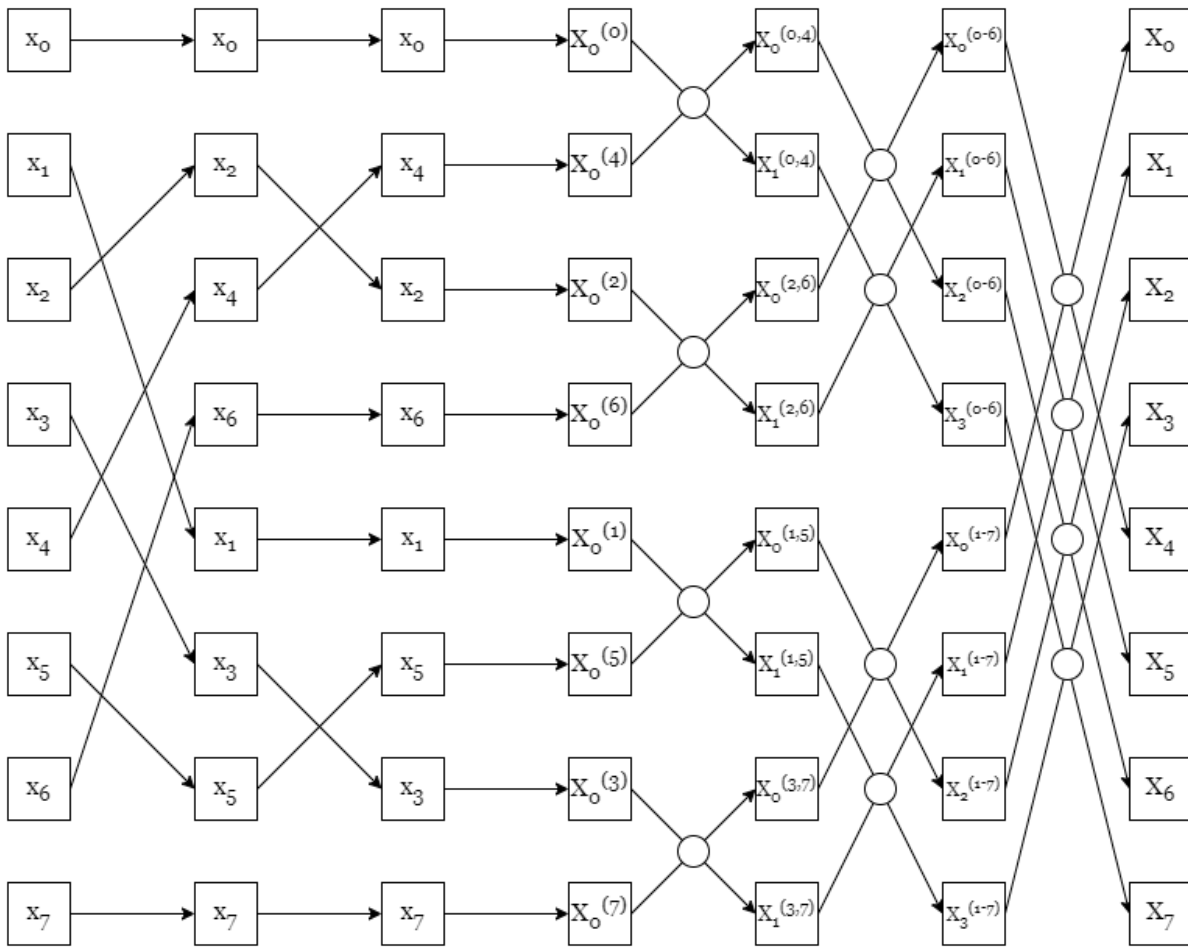 x₀ x₀ x₀ X₀⁽⁰⁾ X₀⁽⁰,⁴⁾ X₀⁽⁰⁻⁶⁾ X₀
x₁ x₂ x₄ X₀⁽⁴⁾ X₁⁽⁰,⁴⁾ X₁⁽⁰⁻⁶⁾ X₁
x₂ x₄ x₂ X₀⁽²⁾ X₀⁽²,⁶⁾ X₂⁽⁰⁻⁶⁾ X₂
x₃ x₆ x₆ X₀⁽⁶⁾ X₁⁽²,⁶⁾ X₃⁽⁰⁻⁶⁾ X₃
x₄ x₁ x₁ X₀⁽¹⁾ X₀⁽¹,⁵⁾ X₀⁽¹⁻⁷⁾ X₄
x₅ x₃ x₅ X₀⁽⁵⁾ X₁⁽¹,⁵⁾ X₁⁽¹⁻⁷⁾ X₅
x₆ x₅ x₃ X₀⁽³⁾ X₀⁽³,⁷⁾ X₂⁽¹⁻⁷⁾ X₆
x₇ x₇ x₇ X₀⁽⁷⁾ X₁⁽³,⁷⁾ X₃⁽¹⁻⁷⁾ X₇